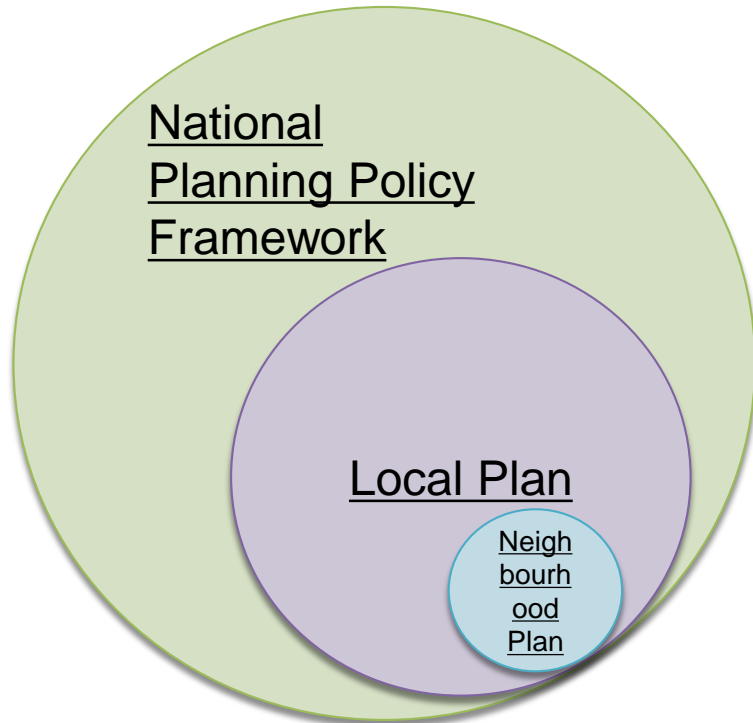 National
Planning Policy
Framework
Local Plan
Neigh
bourh
ood
Plan